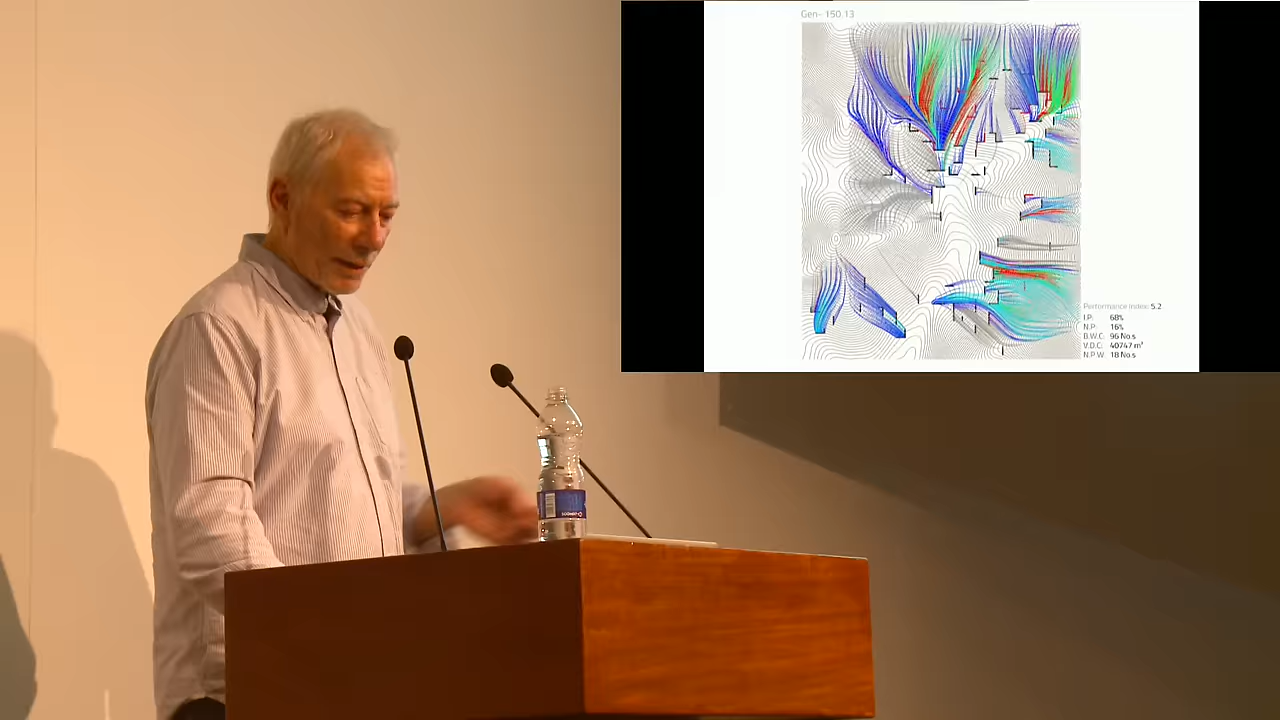 Gen- 150.13
Performance Index: 5.2
I.P: 68%
N.P: 16%
B.W.C: 96 No.s
V.D.C: 40747 m³
N.P.W: 18 No.s